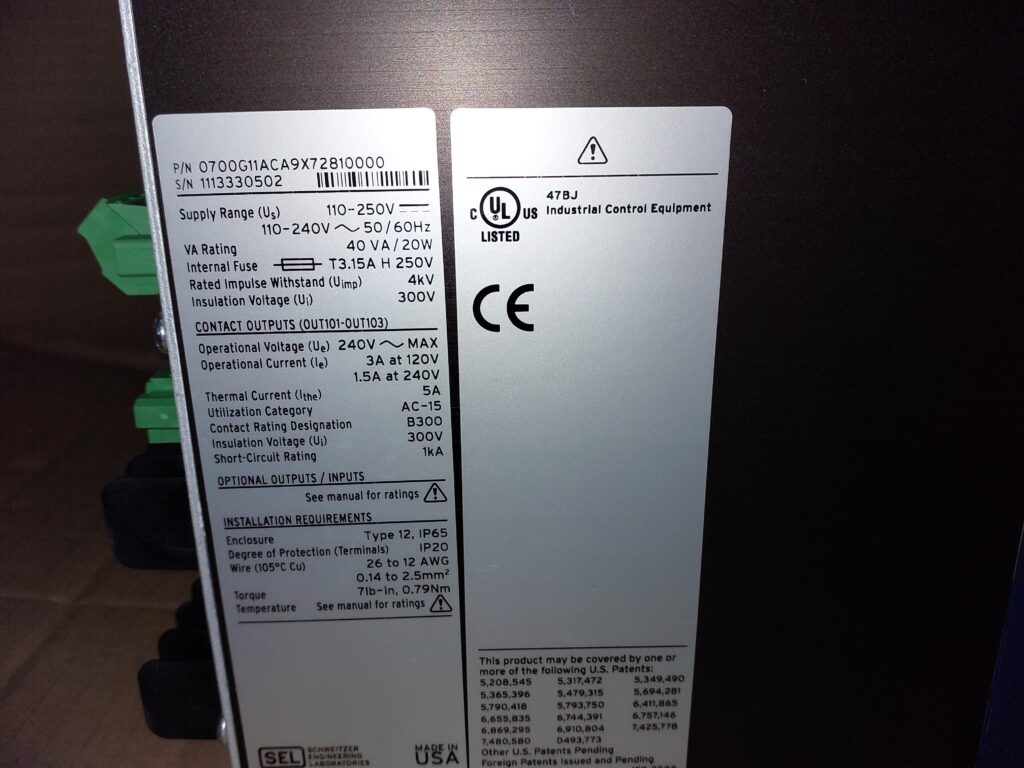 P/N 0700G11ACA9X72810000
S/N 1113330502
Supply Range (Us) 110-250V
110-240V 50/60Hz
VA Rating 40 VA/20W
Internal Fuse T3.15A H 250V
Rated Impulse Withstand (Uimp) 4kV
Insulation Voltage (Ui) 300V
CONTACT OUTPUTS (OUT101-OUT103)
Operational Voltage (Ue) 240V MAX
Operational Current (Ie) 3A at 120V
1.5A at 240V
Thermal Current (Ithe) 5A
Utilization Category AC-15
Contact Rating Designation B300
Insulation Voltage (Ui) 300V
Short-Circuit Rating 1kA
OPTIONAL OUTPUTS / INPUTS
See manual for ratings
INSTALLATION REQUIREMENTS
Enclosure Type 12, IP65
Degree of Protection (Terminals) IP20
Wire (105°C Cu) 26 to 12 AWG
0.14 to 2.5mm²
Torque 7lb-in, 0.79Nm
Temperature See manual for ratings
SEL SCHWEITZER
ENGINEERING
LABORATORIES
MADE IN
USA
C UL US
LISTED
47BJ
Industrial Control Equipment
CE
This product may be covered by one or
more of the following U.S. Patents:
5,208,545 5,317,472 5,349,490
5,365,396 5,479,315 5,694,281
5,790,418 5,793,750 6,411,865
6,655,835 6,744,391 6,757,146
6,869,295 6,910,804 7,425,778
7,480,580 D493,773
Other U.S. Patents Pending
Foreign Patents Issued and Pending